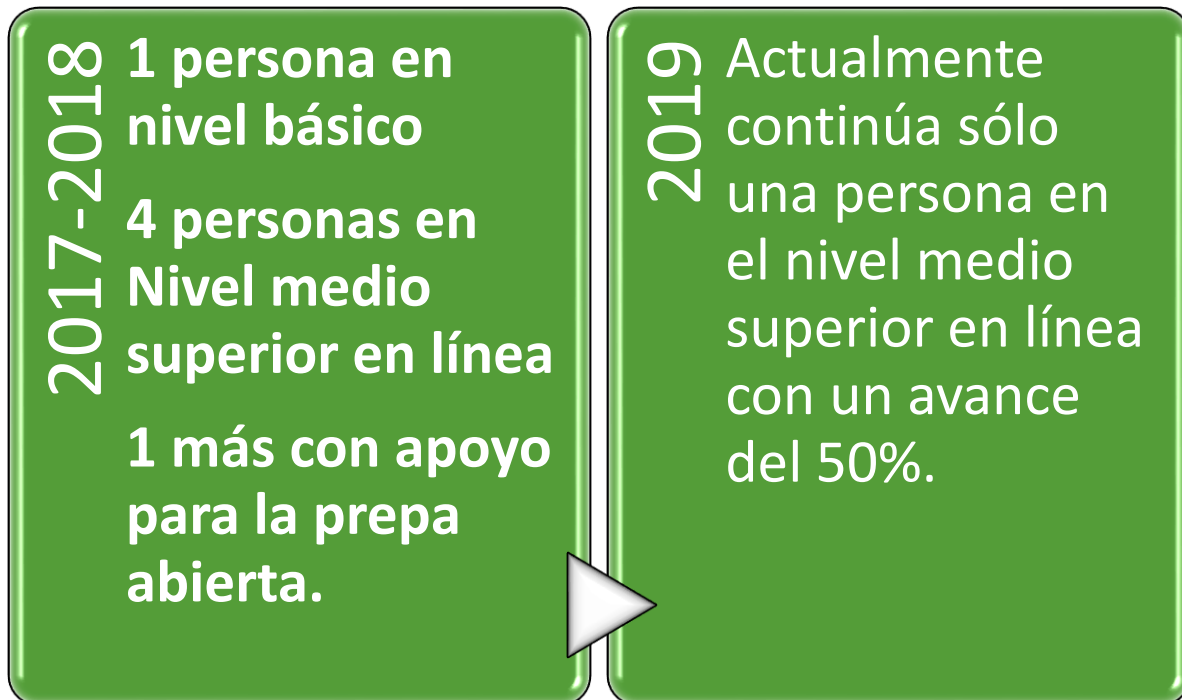 2017-2018
1 persona en
nivel básico
4 personas en
Nivel medio
superior en línea
1 más con apoyo
para la prepa
abierta.
2019
Actualmente
continúa sólo
una persona en
el nivel medio
superior en línea
con un avance
del 50%.